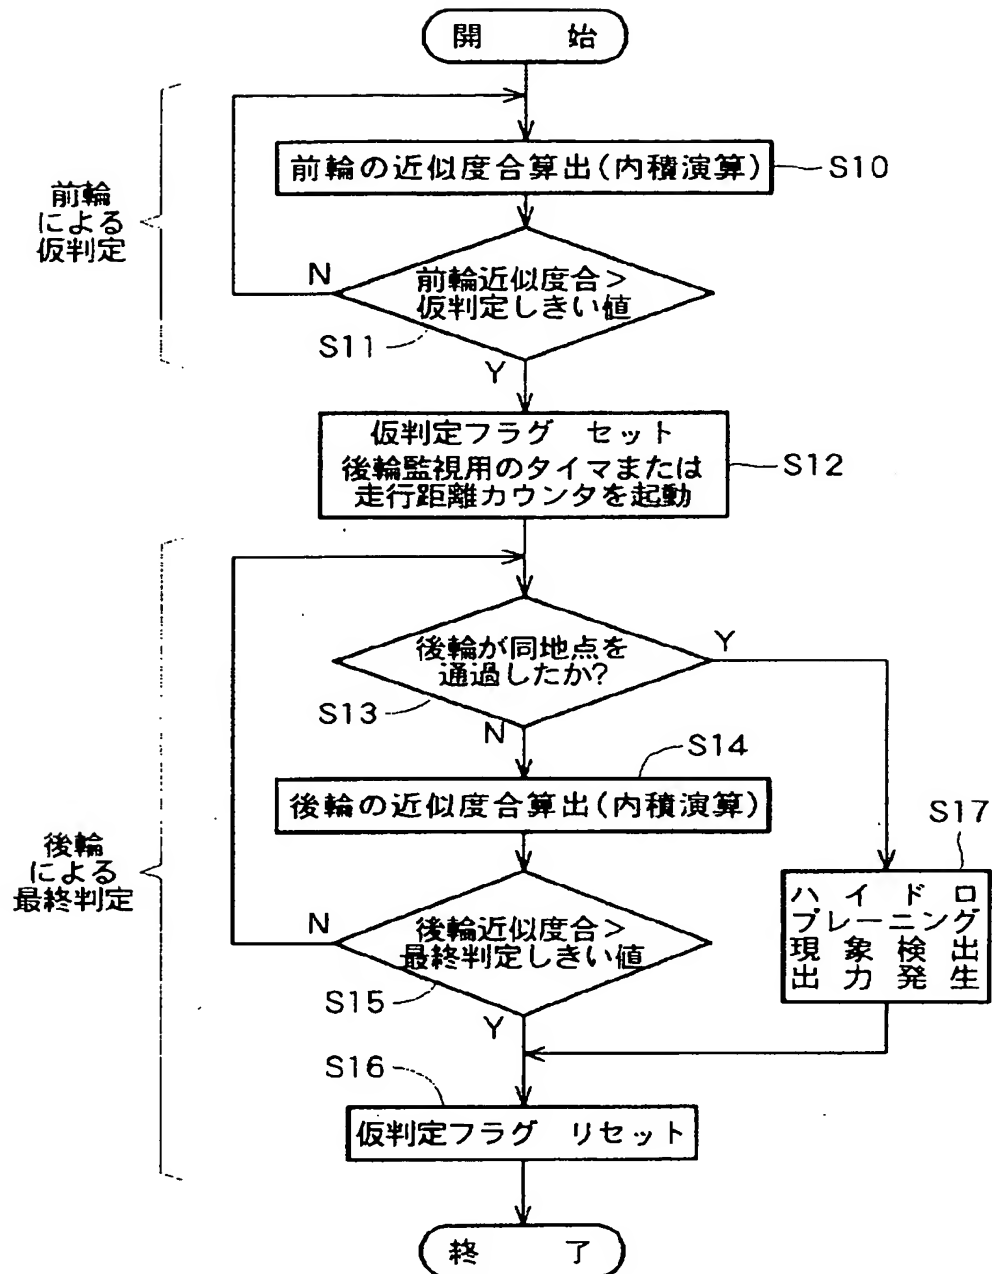 開 始
前輪の近似度合算出(内積演算)
S10
前輪
による
仮判定
N
前輪近似度合>
仮判定しきい値
S11
Y
仮判定フラグ セット
後輪監視用のタイマまたは
走行距離カウンタを起動
S12
後輪が同地点を
通過したか?
Y
S13
N
S14
後輪の近似度合算出(内積演算)
S17
後輪
による
最終判定
ハイドロ
プレーニング
現象検出
出力発生
N
後輪近似度合>
最終判定しきい値
S15
Y
S16
仮判定フラグ リセット
終 了